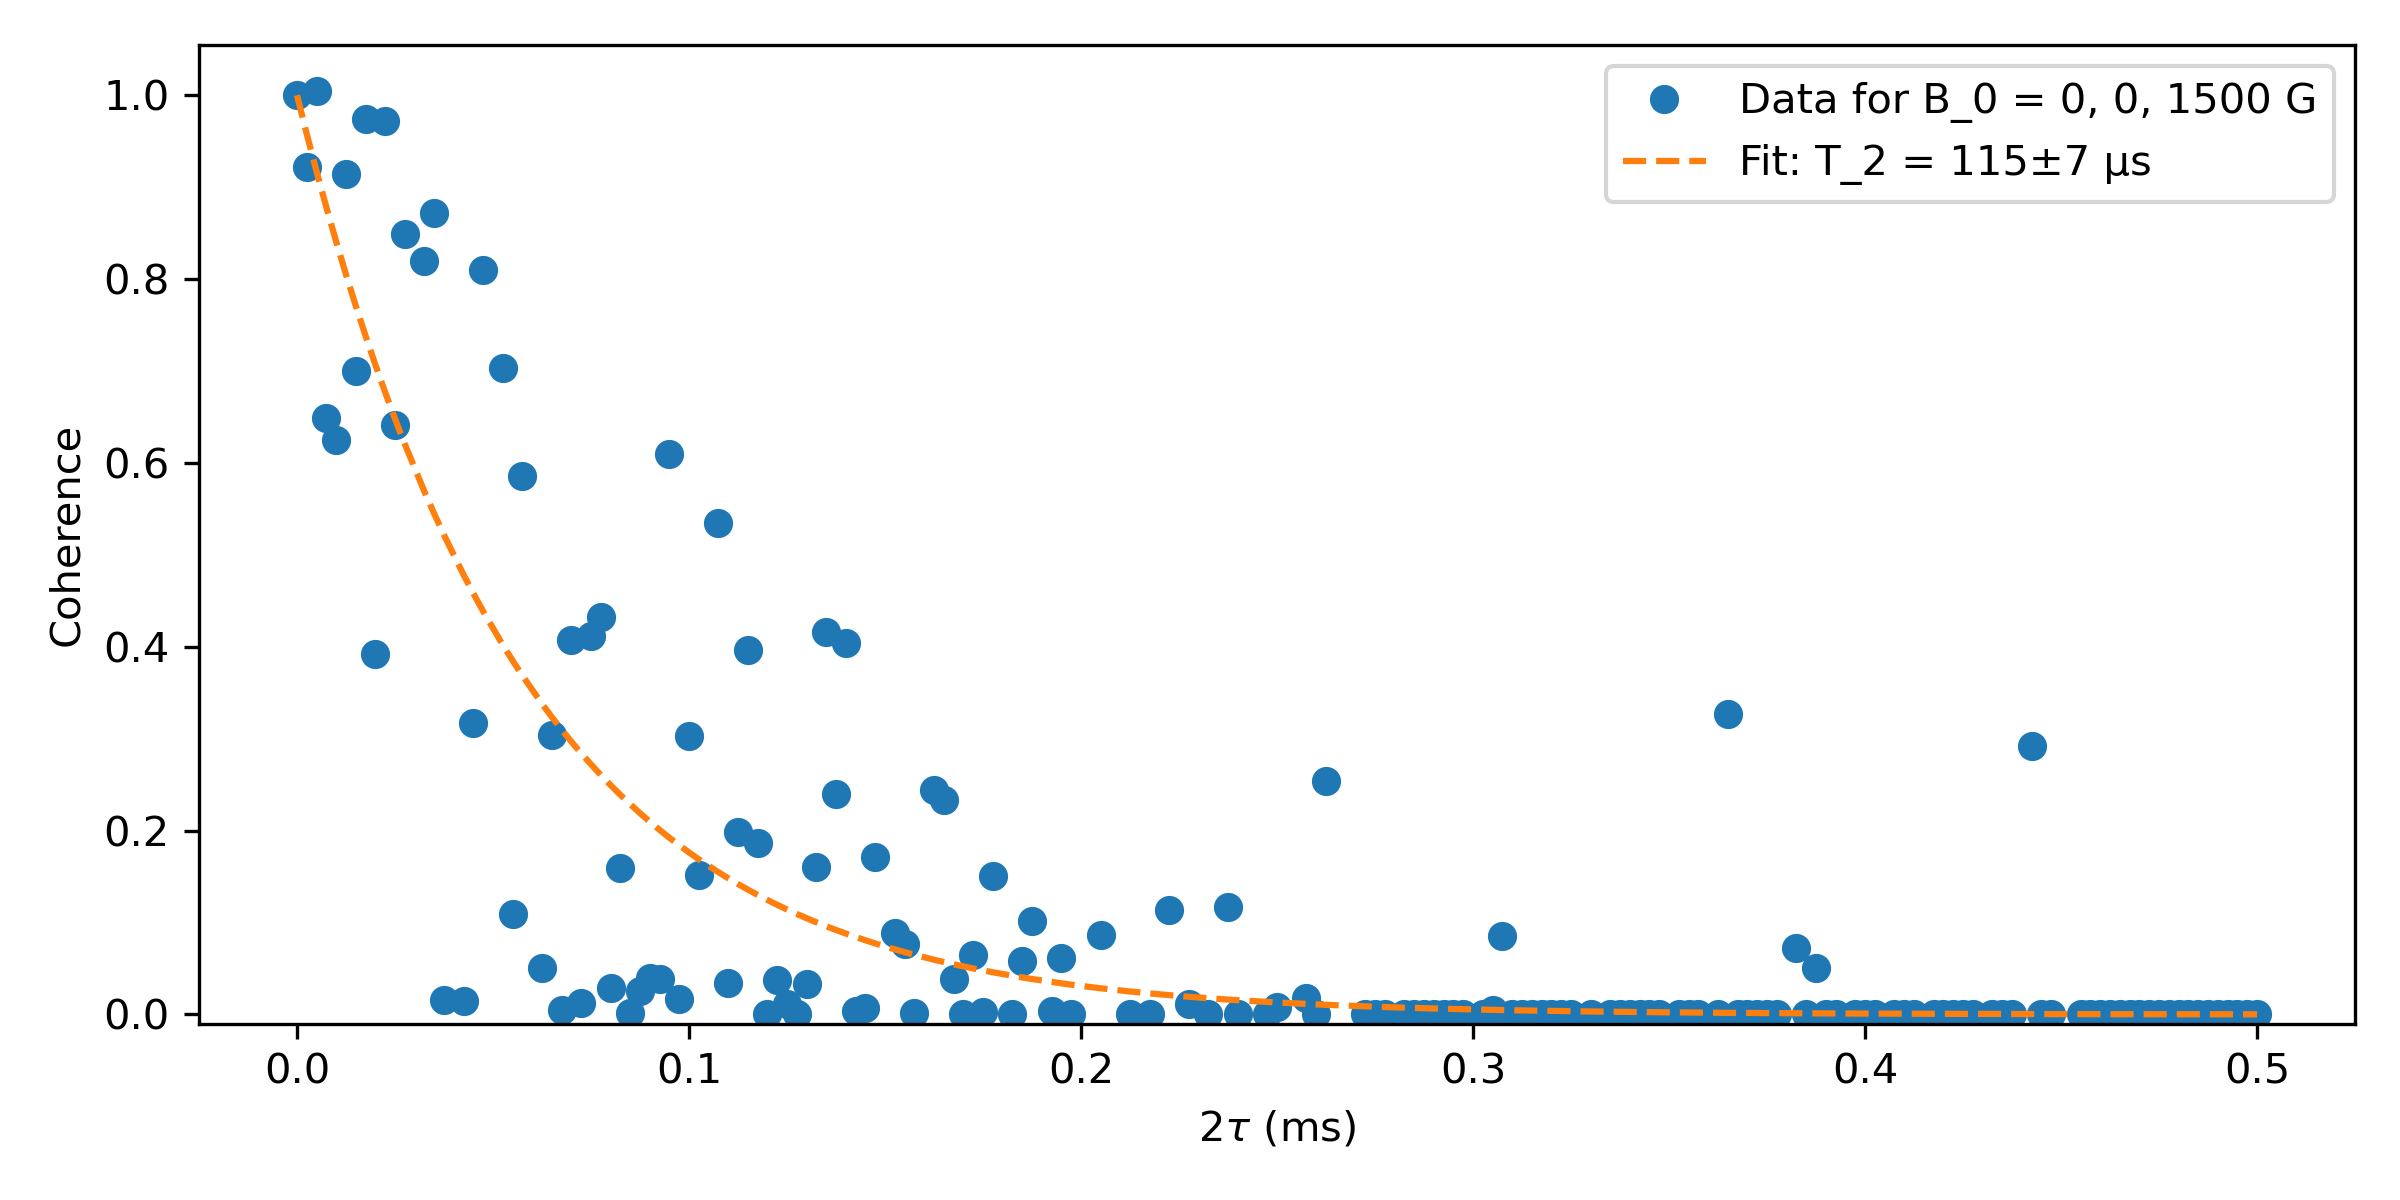 Data for B_0 = 0, 0, 1500 G
Fit: T_2 = 115±7 µs
1.0
0.8
0.6
0.4
0.2
0.0
Coherence
0.0 0.1 0.2 0.3 0.4 0.5
2τ (ms)